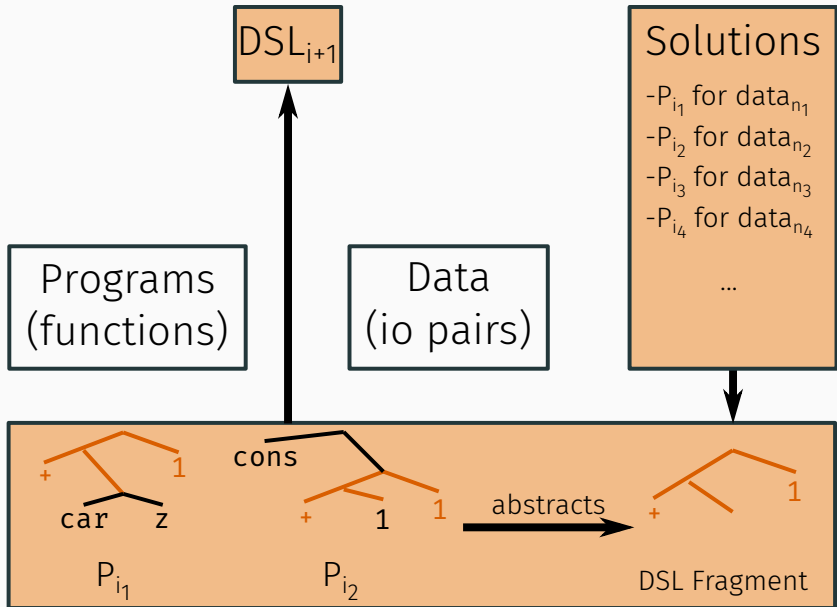 DSLᵢ₊₁
Solutions
-Pᵢ₁ for dataₙ₁
-Pᵢ₂ for dataₙ₂
-Pᵢ₃ for dataₙ₃
-Pᵢ₄ for dataₙ₄
...
Programs
(functions)
Data
(io pairs)
+ 1
car z
Pᵢ₁
cons
+ 1 1
Pᵢ₂
abstracts
+ 1
DSL Fragment